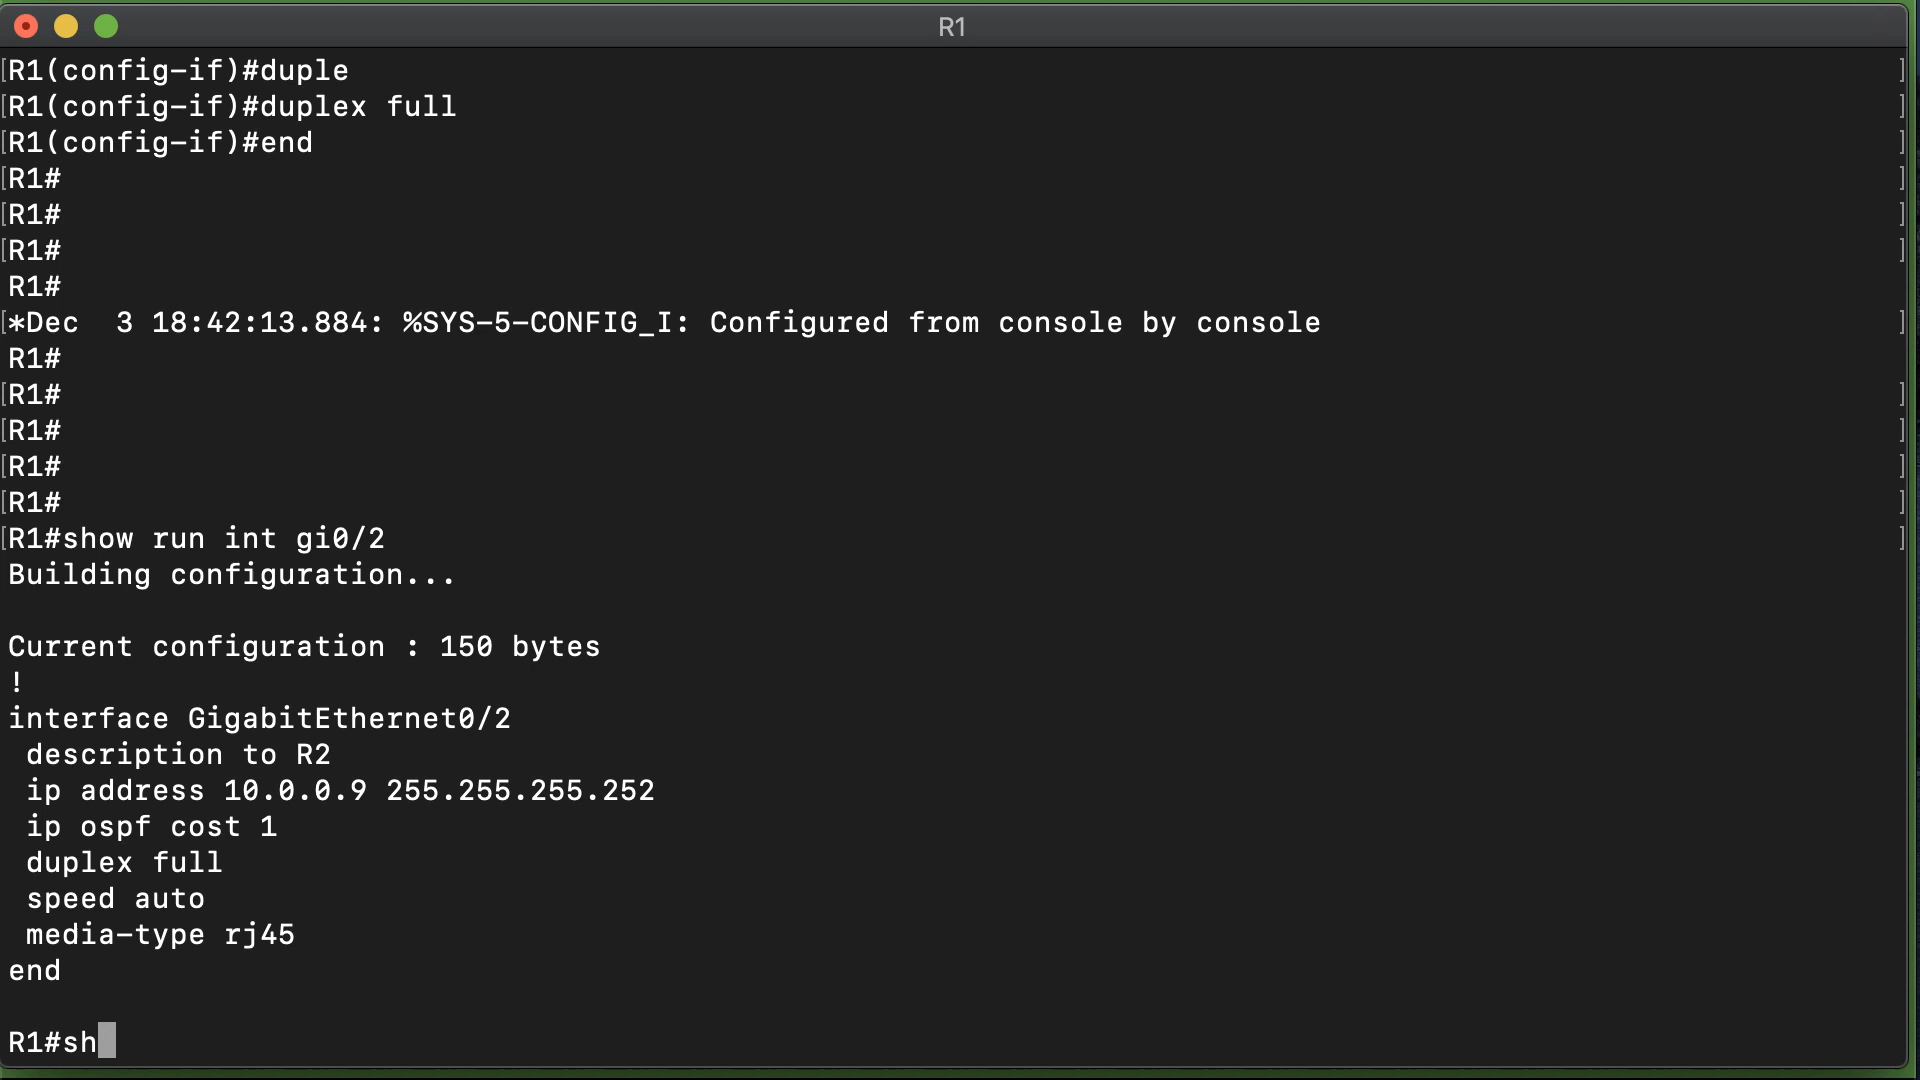 R1
[R1(config-if)#duple ]
[R1(config-if)#duplex full ]
[R1(config-if)#end ]
[R1# ]
[R1# ]
[R1# ]
R1#
[*Dec  3 18:42:13.884: %SYS-5-CONFIG_I: Configured from console by console ]
R1#
[R1# ]
[R1# ]
[R1# ]
[R1# ]
[R1#show run int gi0/2 ]
Building configuration...
Current configuration : 150 bytes
!
interface GigabitEthernet0/2
 description to R2
 ip address 10.0.0.9 255.255.255.252
 ip ospf cost 1
 duplex full
 speed auto
 media-type rj45
end
R1#sh